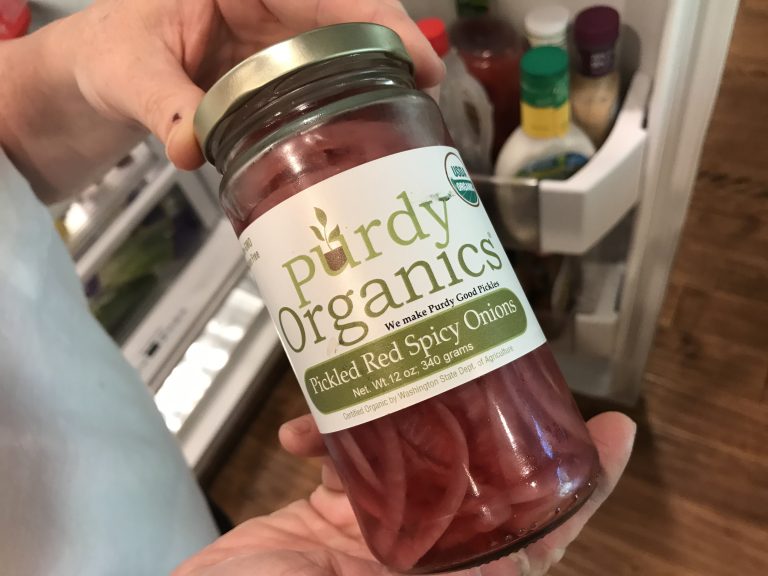 USDA
ORGANIC
Purdy
Organics
We make Purdy Good Pickles
Pickled Red Spicy Onions
Net. Wt.12 oz; 340 grams
Certified Organic by Washington State Dept. of Agriculture